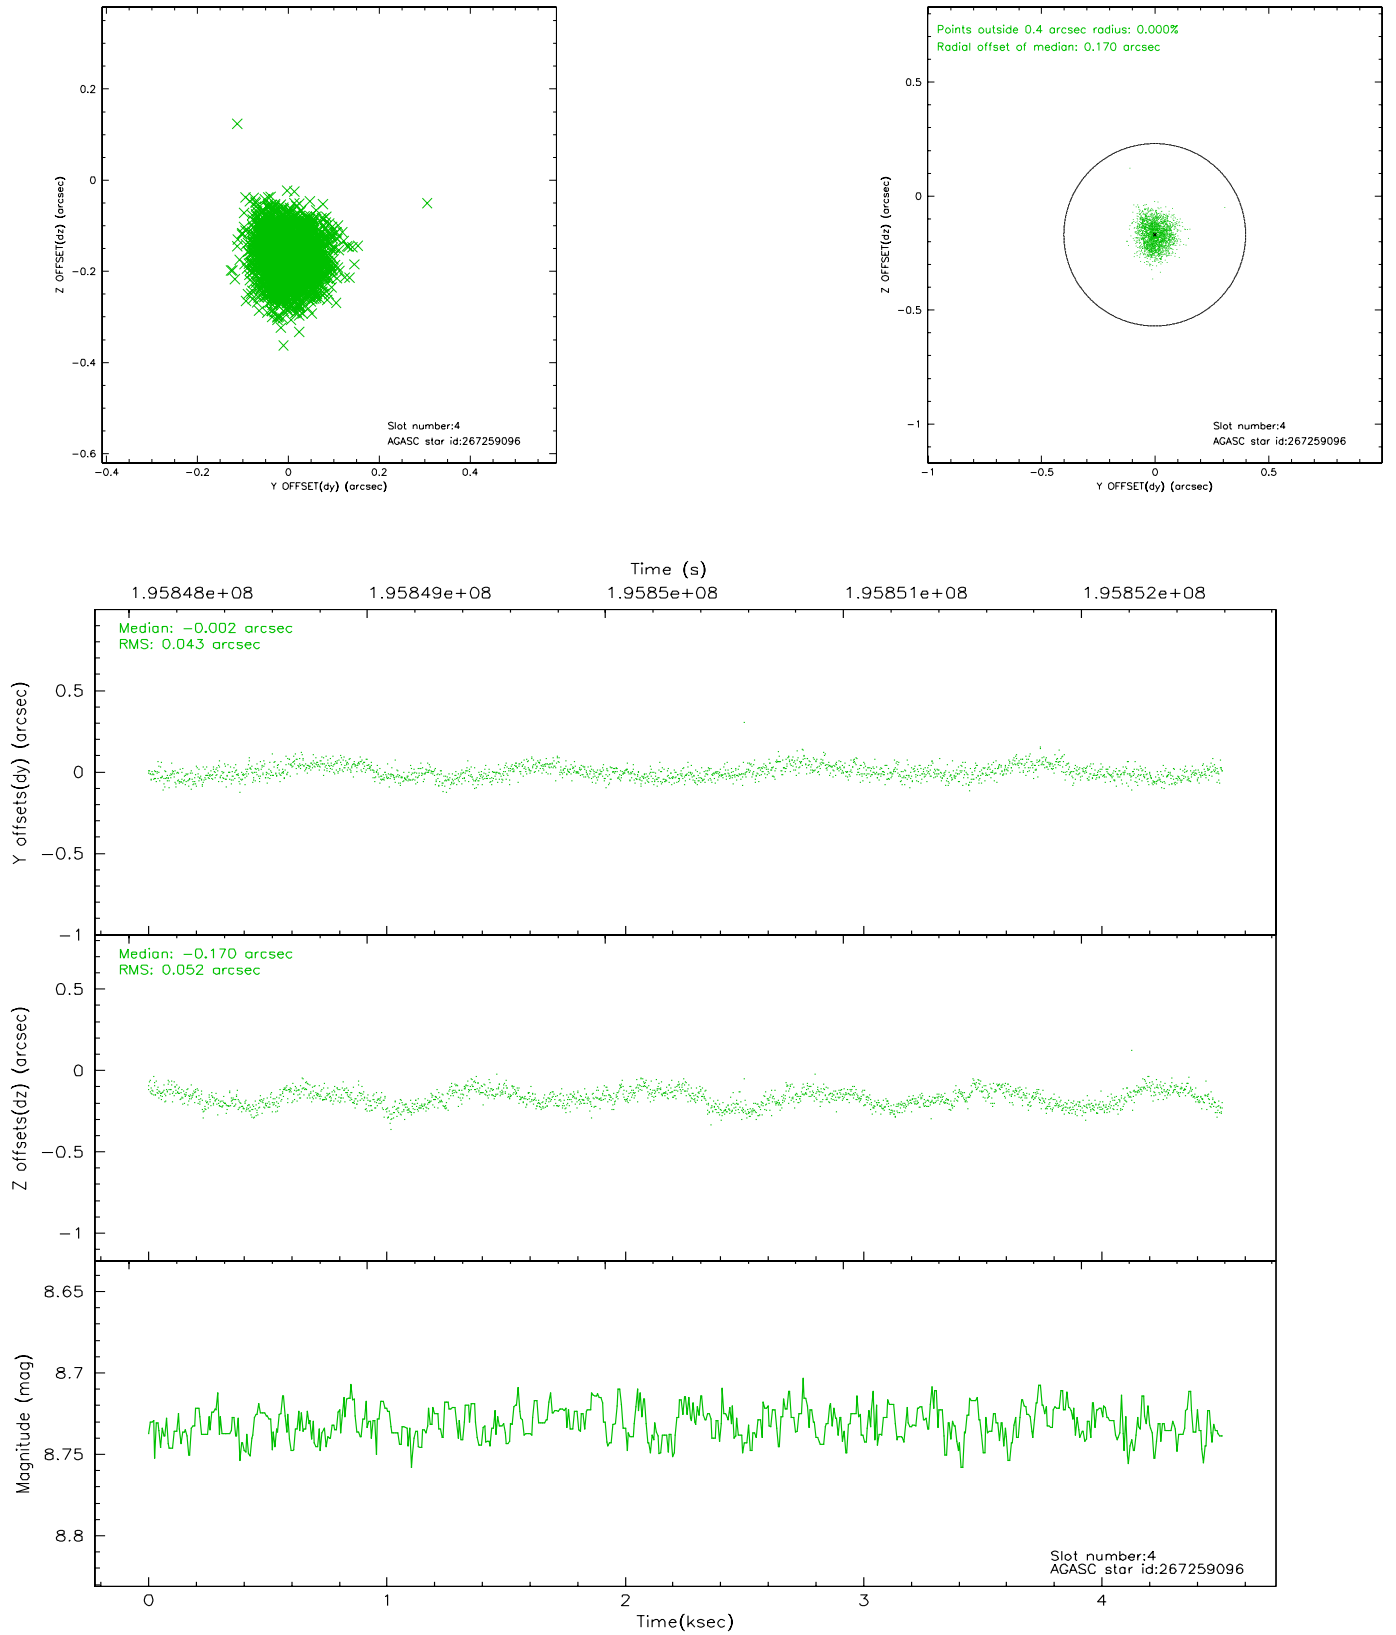 0.2
0
−0.2
−0.4
−0.6
Z OFFSET(dz) (arcsec)
−0.4
−0.2
0
0.2
0.4
Y OFFSET(dy) (arcsec)
Slot number:4
AGASC star id:267259096
Points outside 0.4 arcsec radius: 0.000%
Radial offset of median: 0.170 arcsec
0.5
0
−0.5
−1
Z OFFSET(dz) (arcsec)
−1
−0.5
0
0.5
Y OFFSET(dy) (arcsec)
Slot number:4
AGASC star id:267259096
Time (s)
1.95848e+08
1.95849e+08
1.9585e+08
1.95851e+08
1.95852e+08
Median: −0.002 arcsec
RMS: 0.043 arcsec
0.5
0
−0.5
−1
Y offsets(dy) (arcsec)
Median: −0.170 arcsec
RMS: 0.052 arcsec
0.5
0
−0.5
−1
Z offsets(dz) (arcsec)
8.65
8.7
8.75
8.8
Magnitude (mag)
Slot number:4
AGASC star id:267259096
0
1
2
3
4
Time(ksec)